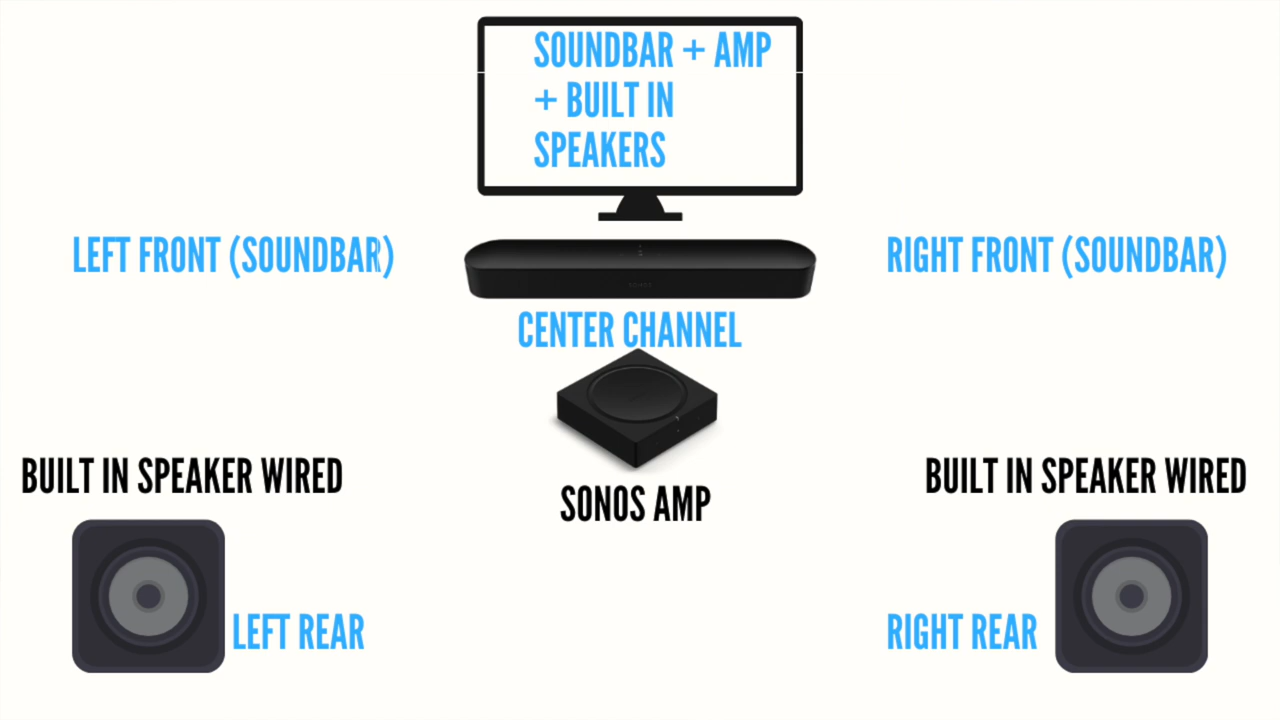 SOUNDBAR + AMP
+ BUILT IN
SPEAKERS
LEFT FRONT (SOUNDBAR)
RIGHT FRONT (SOUNDBAR)
SONOS
CENTER CHANNEL
BUILT IN SPEAKER WIRED
BUILT IN SPEAKER WIRED
SONOS AMP
LEFT REAR
RIGHT REAR